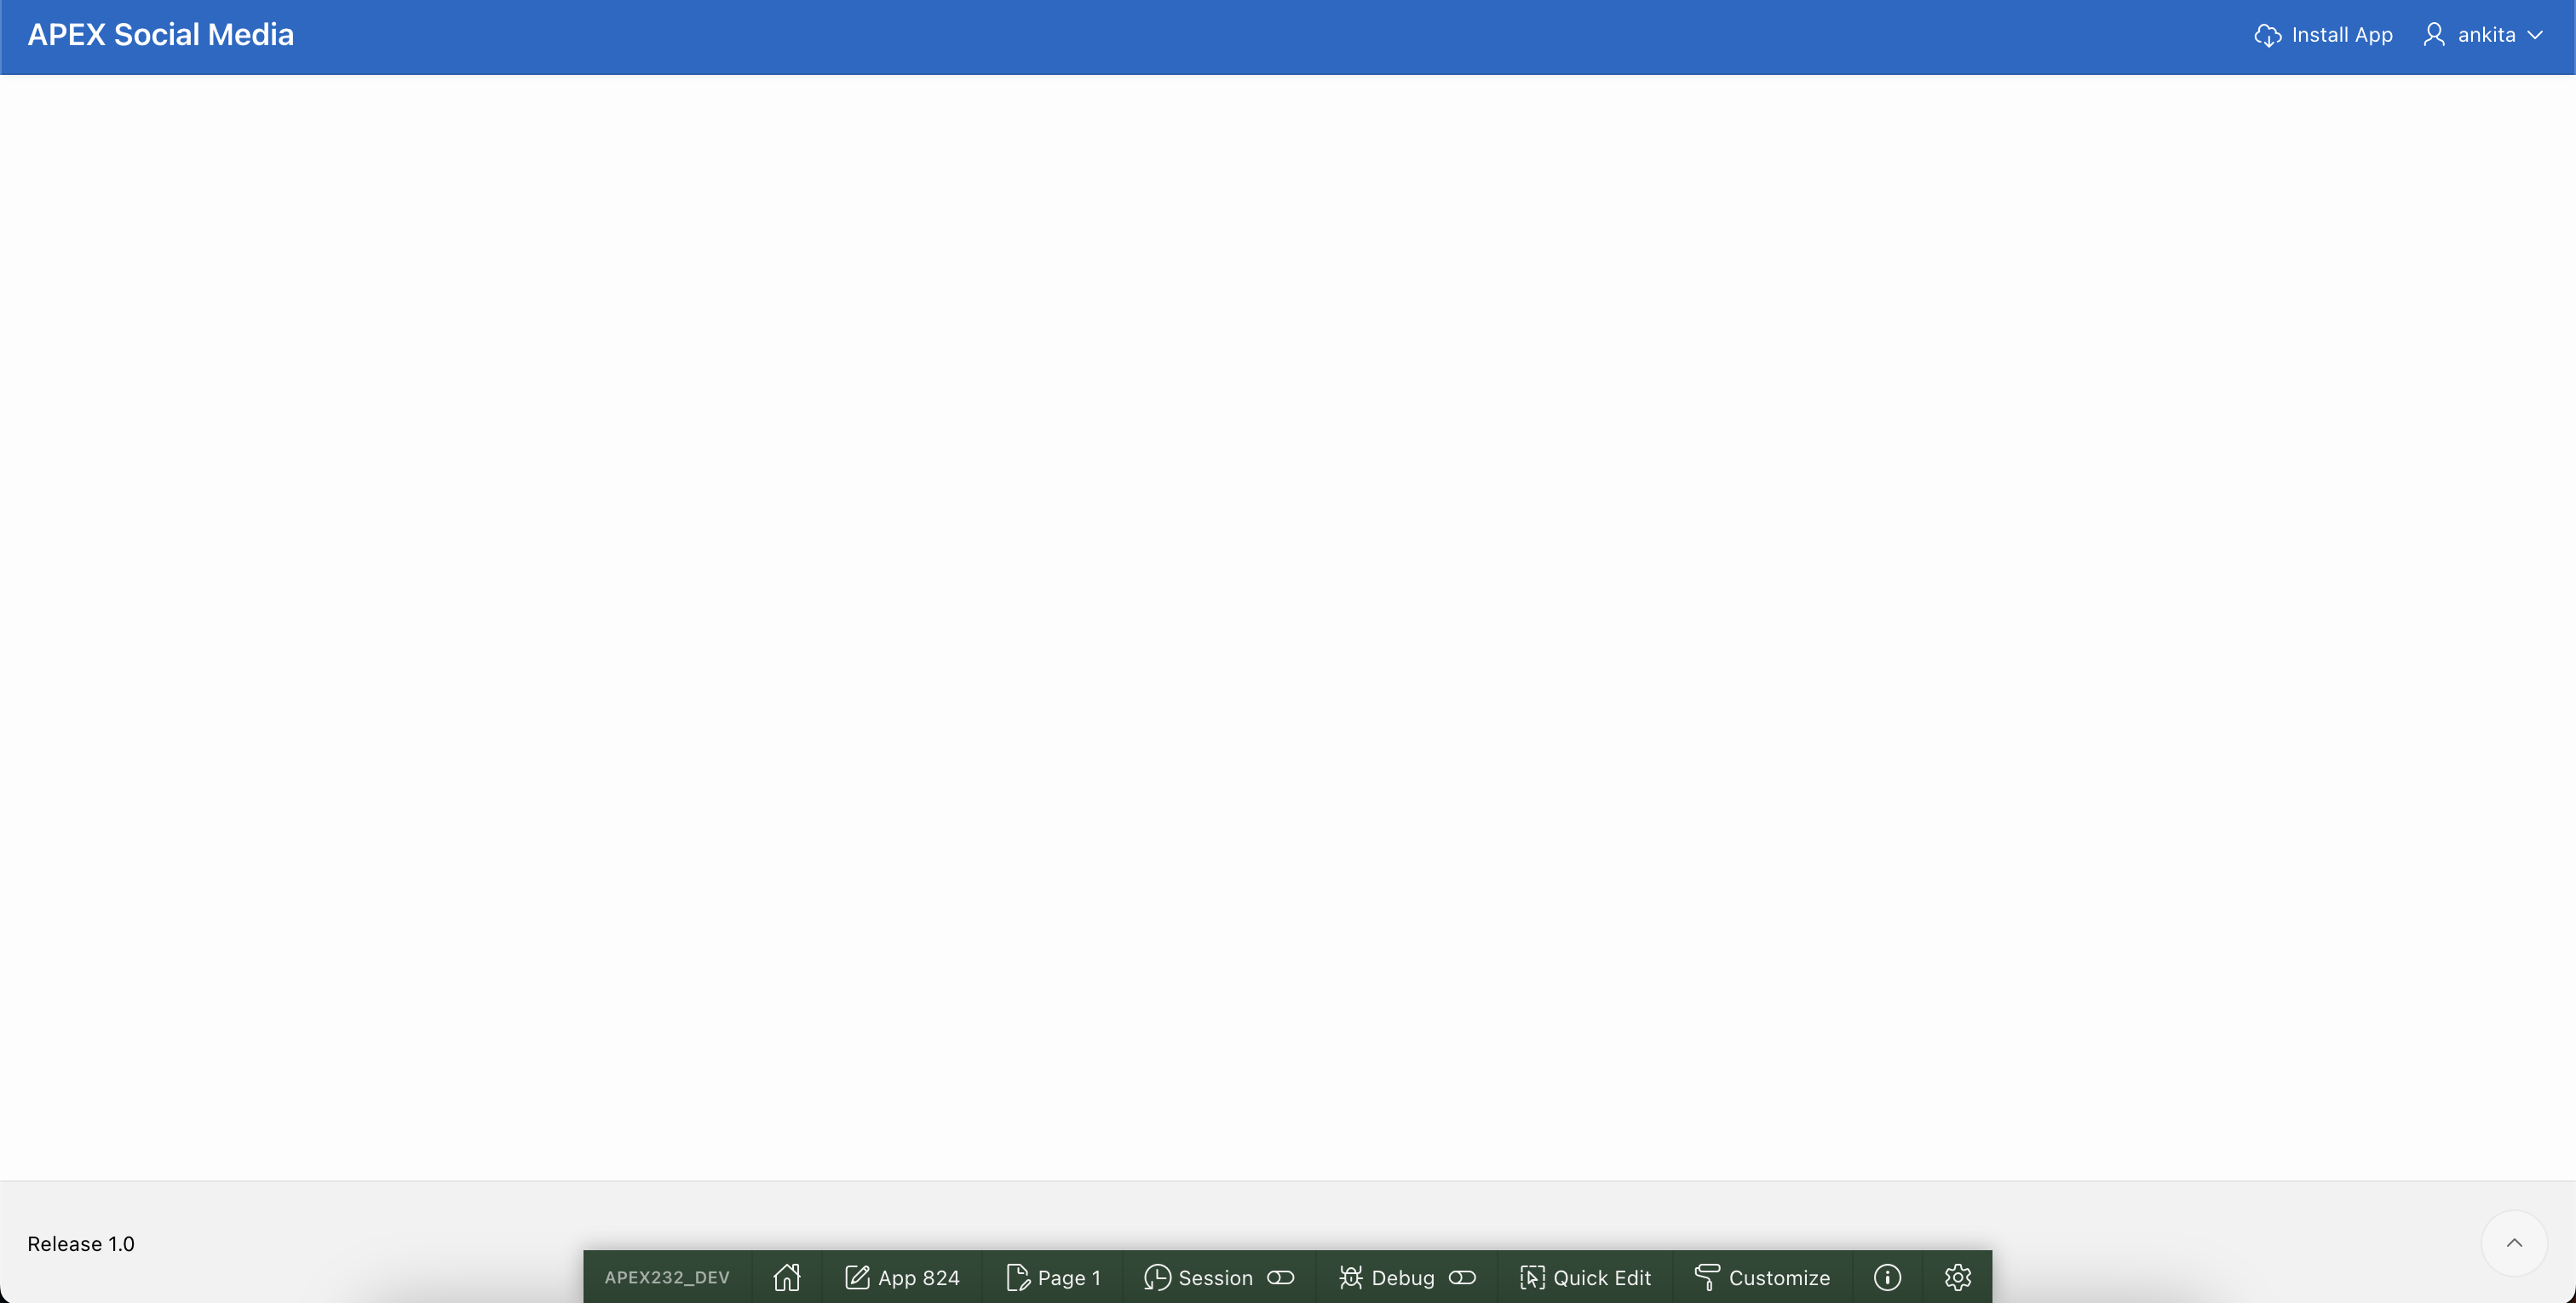 APEX Social Media
Install App
ankita
Release 1.0
APEX232_DEV
App 824
Page 1
Session
Debug
Quick Edit
Customize